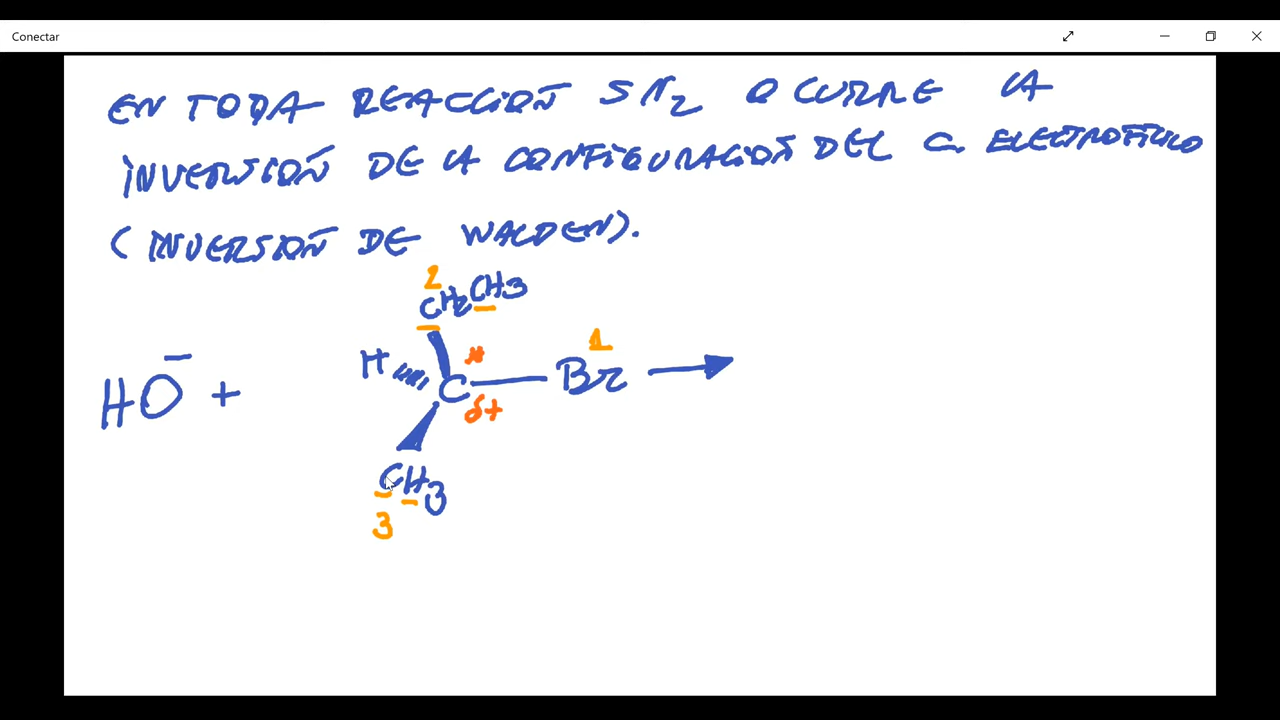 Conectar
EN TODA REACCIÓN SN2 OCURRE LA
INVERSIÓN DE LA CONFIGURACIÓN DEL C. ELECTROFÍLICO
(INVERSIÓN DE WALDEN).
2
CH2CH3
H * Br 1
HO⁻ + C
δ+
CH3
3